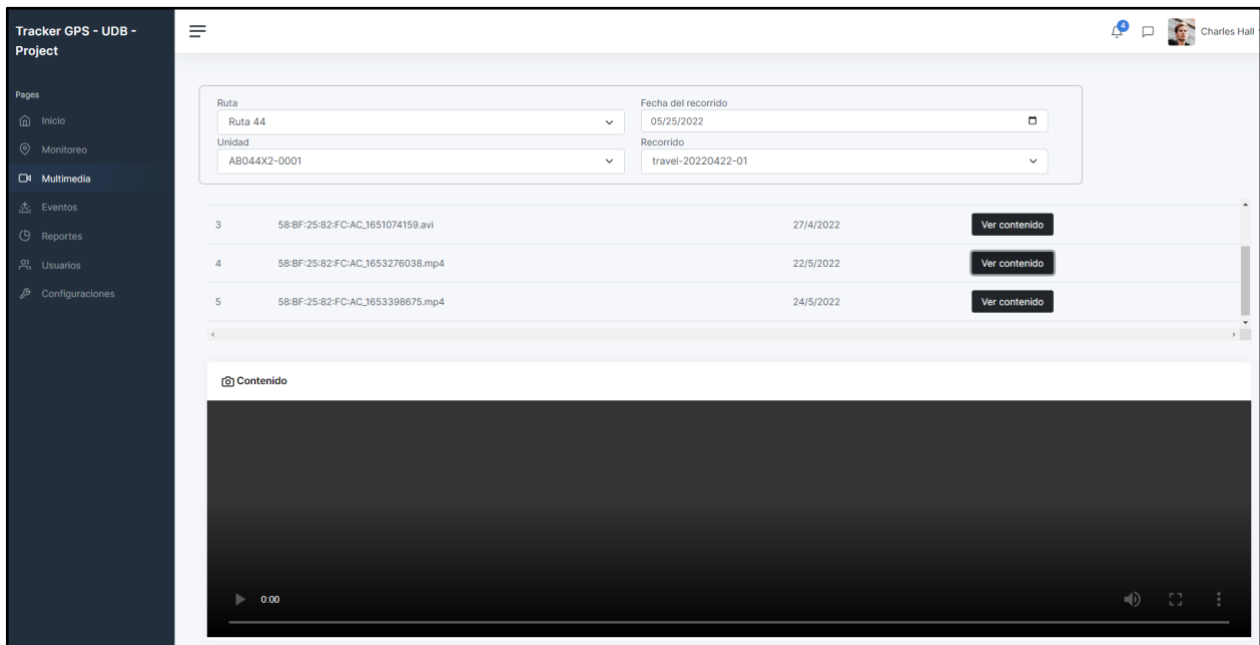 Tracker GPS - UDB -
Project
4
Charles Hall
Pages
Inicio
Monitoreo
Multimedia
Eventos
Reportes
Usuarios
Configuraciones
Ruta
Fecha del recorrido
Ruta 44
05/25/2022
Unidad
Recorrido
AB044X2-0001
travel-20220422-01
3 58:BF:25:82:FC:AC_1651074159.avi 27/4/2022 Ver contenido
4 58:BF:25:82:FC:AC_1653276038.mp4 22/5/2022 Ver contenido
5 58:BF:25:82:FC:AC_1653398675.mp4 24/5/2022 Ver contenido
Contenido
0:00